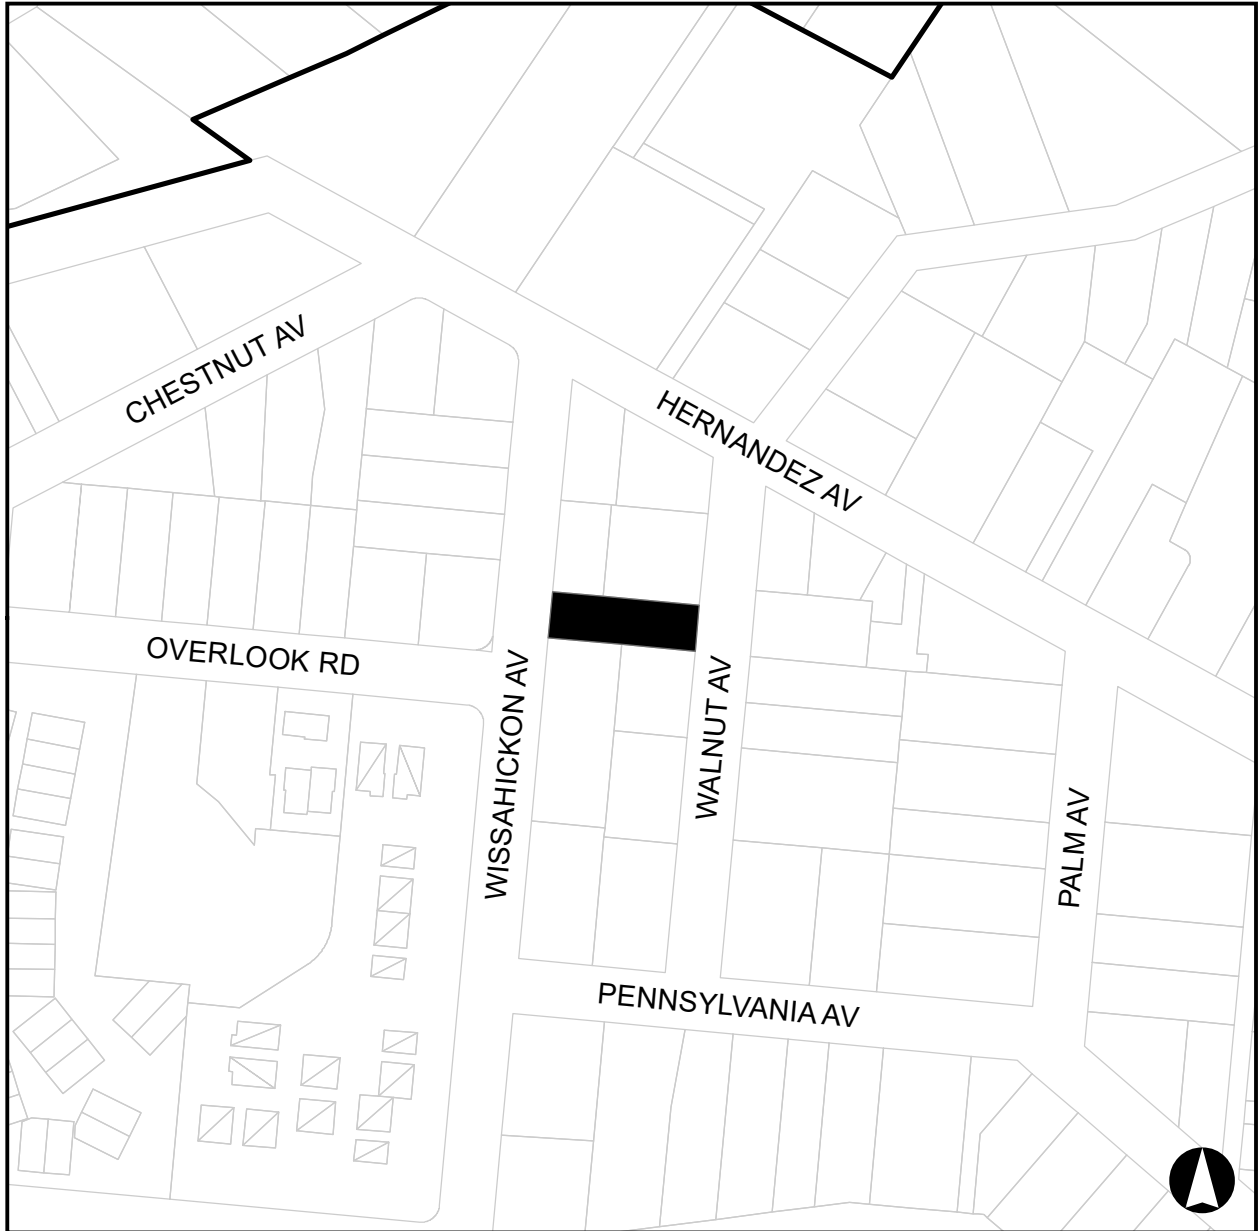 CHESTNUT AV
HERNANDEZ AV
OVERLOOK RD
WISSAHICKON AV
WALNUT AV
PALM AV
PENNSYLVANIA AV